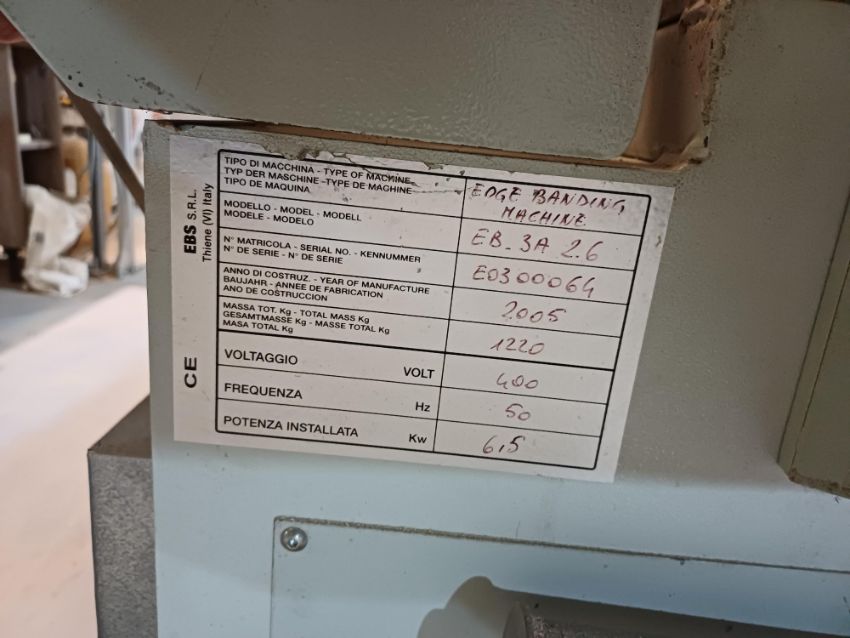 EBS S.R.L.
Thiene (VI) Italy
CE
TIPO DI MACCHINA - TYPE OF MACHINE
TYP DER MASCHINE - TYPE DE MACHINE
TIPO DE MAQUINA
EDGE BANDING
MACHINE
MODELLO - MODEL - MODELL
MODELE - MODELO
EB-3A 2.6
N° MATRICOLA - SERIAL NO. - KENNUMMER
N° DE SERIE - N° DE SERIE
E0300064
ANNO DI COSTRUZ. - YEAR OF MANUFACTURE
BAUJAHR - ANNEE DE FABRICATION
ANO DE COSTRUCCION
2005
MASSA TOT. Kg - TOTAL MASS Kg
GESAMTMASSE Kg - MASSE TOTAL Kg
MASA TOTAL Kg
1220
VOLTAGGIO VOLT 400
FREQUENZA Hz 50
POTENZA INSTALLATA Kw 6,5